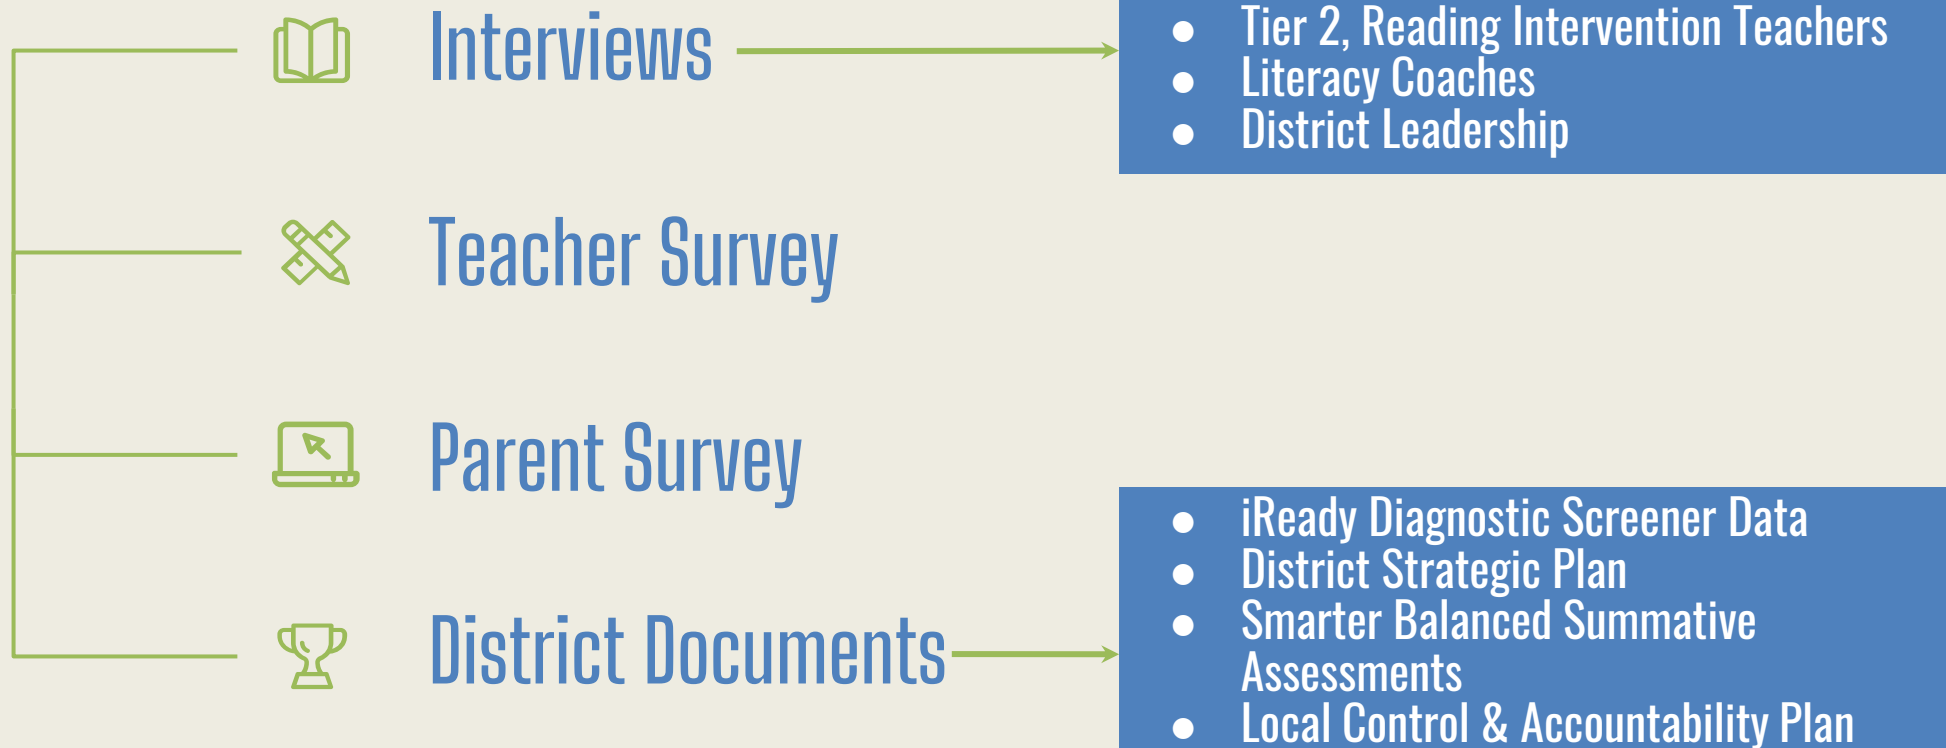 Interviews
● Tier 2, Reading Intervention Teachers
● Literacy Coaches
● District Leadership
Teacher Survey
Parent Survey
District Documents
● iReady Diagnostic Screener Data
● District Strategic Plan
● Smarter Balanced Summative
Assessments
● Local Control & Accountability Plan